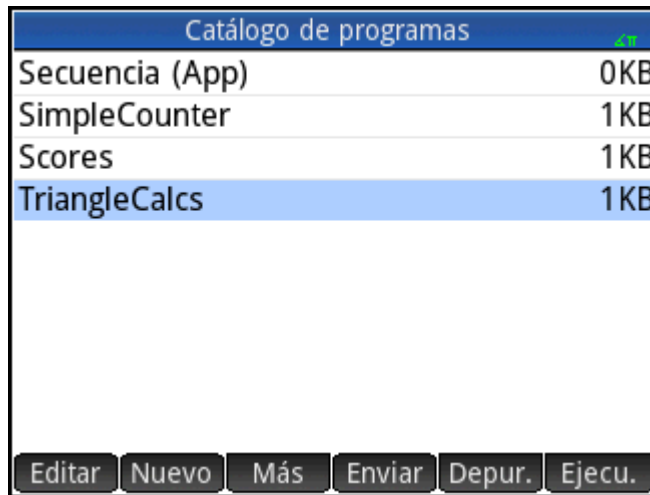 Catálogo de programas
∡π
Secuencia (App) 0KB
SimpleCounter 1KB
Scores 1KB
TriangleCalcs 1KB
Editar Nuevo Más Enviar Depur. Ejecu.